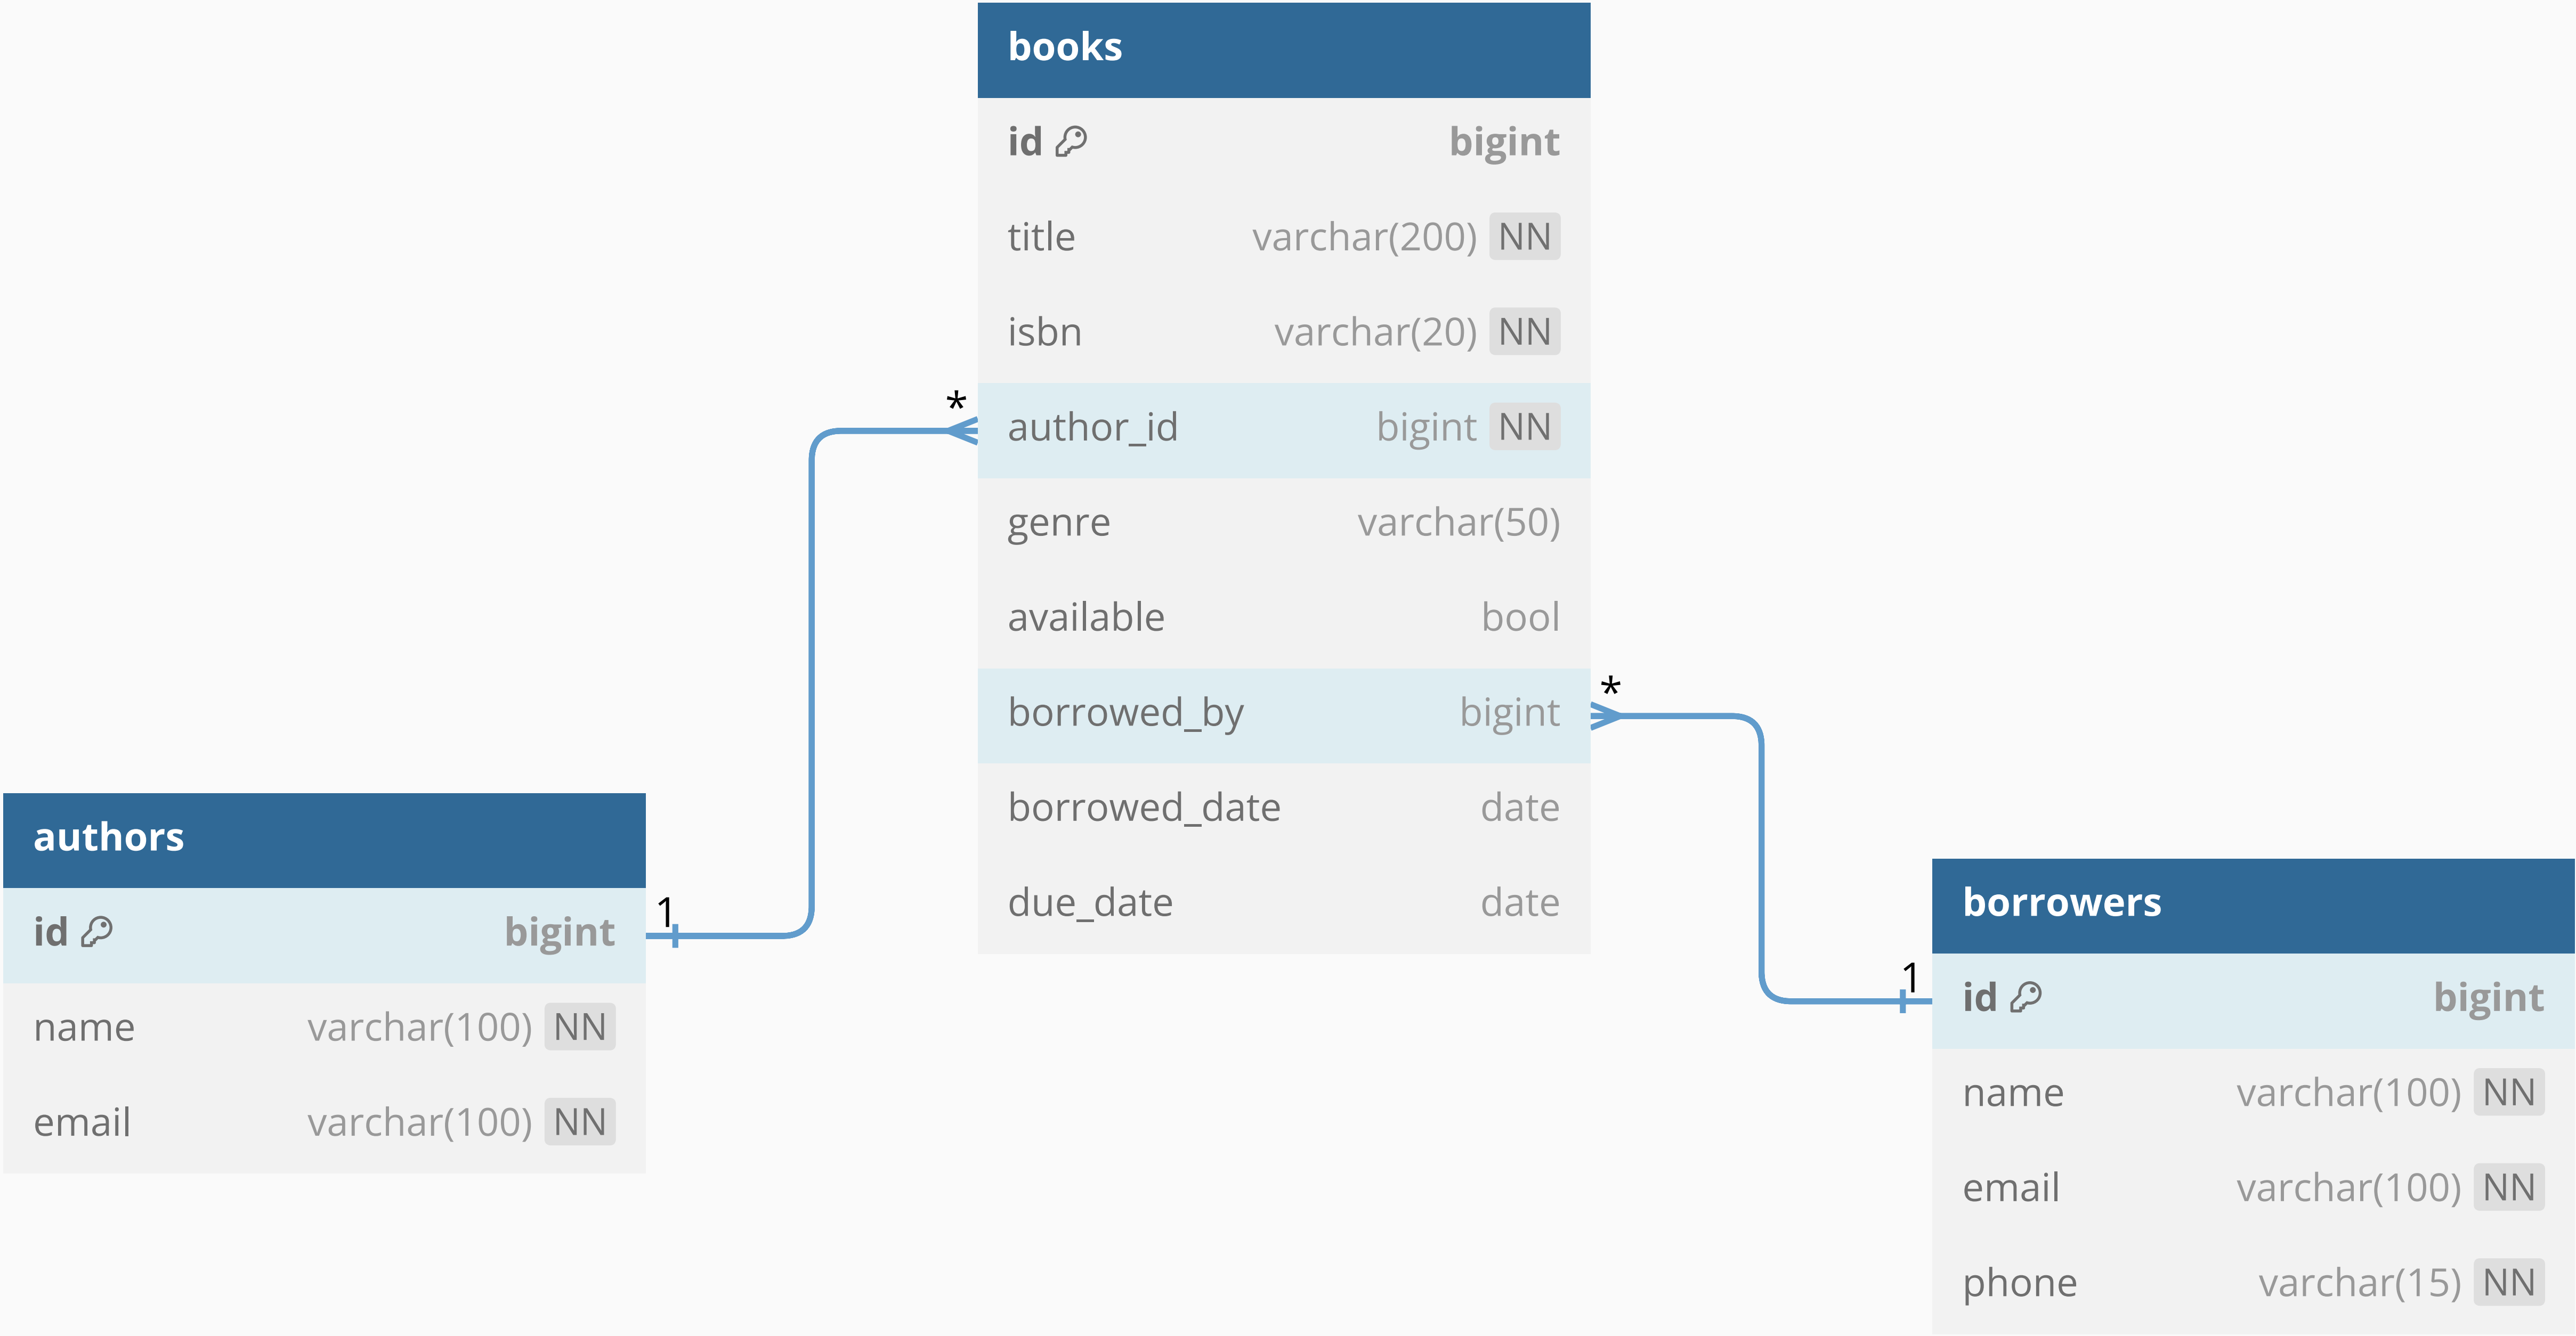 books
id bigint
title varchar(200) NN
isbn varchar(20) NN
* author_id bigint NN
genre varchar(50)
available bool
borrowed_by bigint *
borrowed_date date
due_date date
authors
id bigint 1
name varchar(100) NN
email varchar(100) NN
borrowers
1 id bigint
name varchar(100) NN
email varchar(100) NN
phone varchar(15) NN